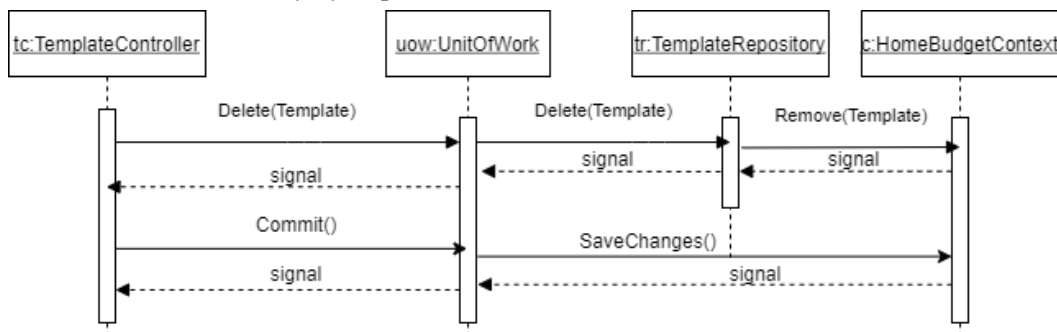 tc:TemplateController
uow:UnitOfWork
tr:TemplateRepository
c:HomeBudgetContext
Delete(Template)
Delete(Template)
Remove(Template)
signal
signal
signal
Commit()
SaveChanges()
signal
signal